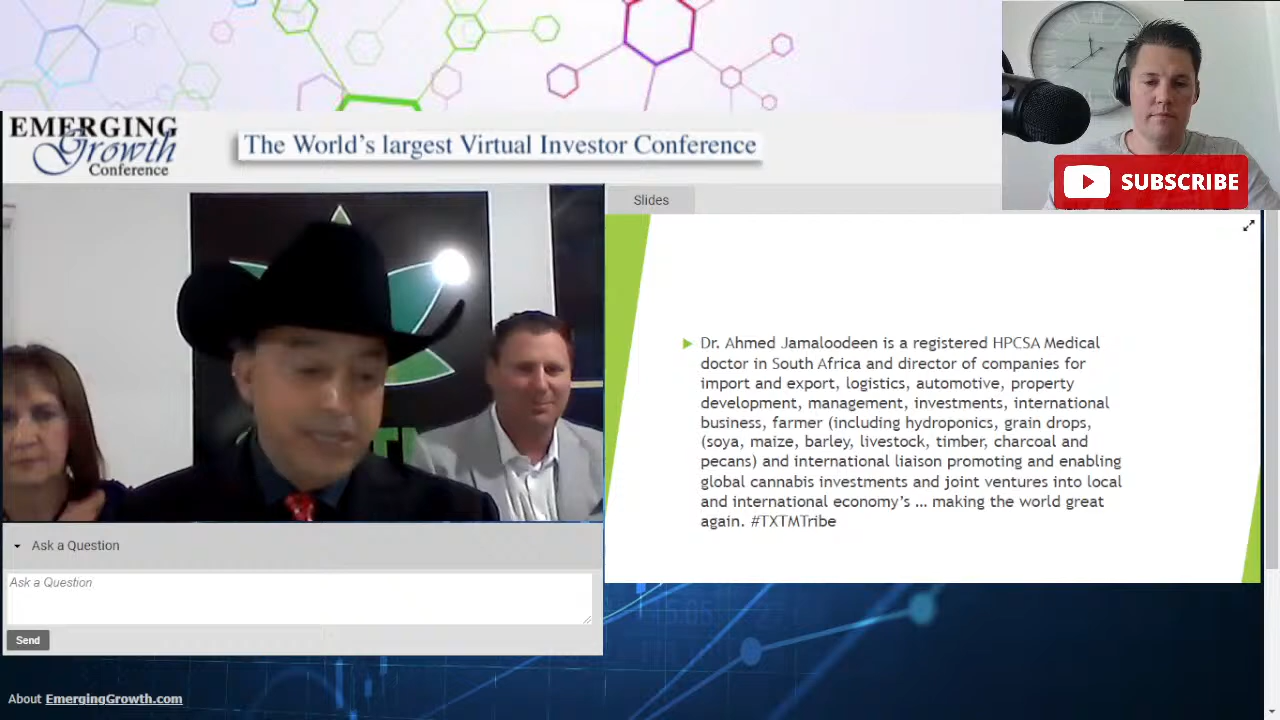 EMERGING
Growth
Conference
The World's largest Virtual Investor Conference
SUBSCRIBE
Slides
Dr. Ahmed Jamaloodeen is a registered HPCSA Medical
doctor in South Africa and director of companies for
import and export, logistics, automotive, property
development, management, investments, international
business, farmer (including hydroponics, grain drops,
(soya, maize, barley, livestock, timber, charcoal and
pecans) and international liaison promoting and enabling
global cannabis investments and joint ventures into local
and international economy's … making the world great
again. #TXTMTribe
Ask a Question
Ask a Question
Send
About EmergingGrowth.com